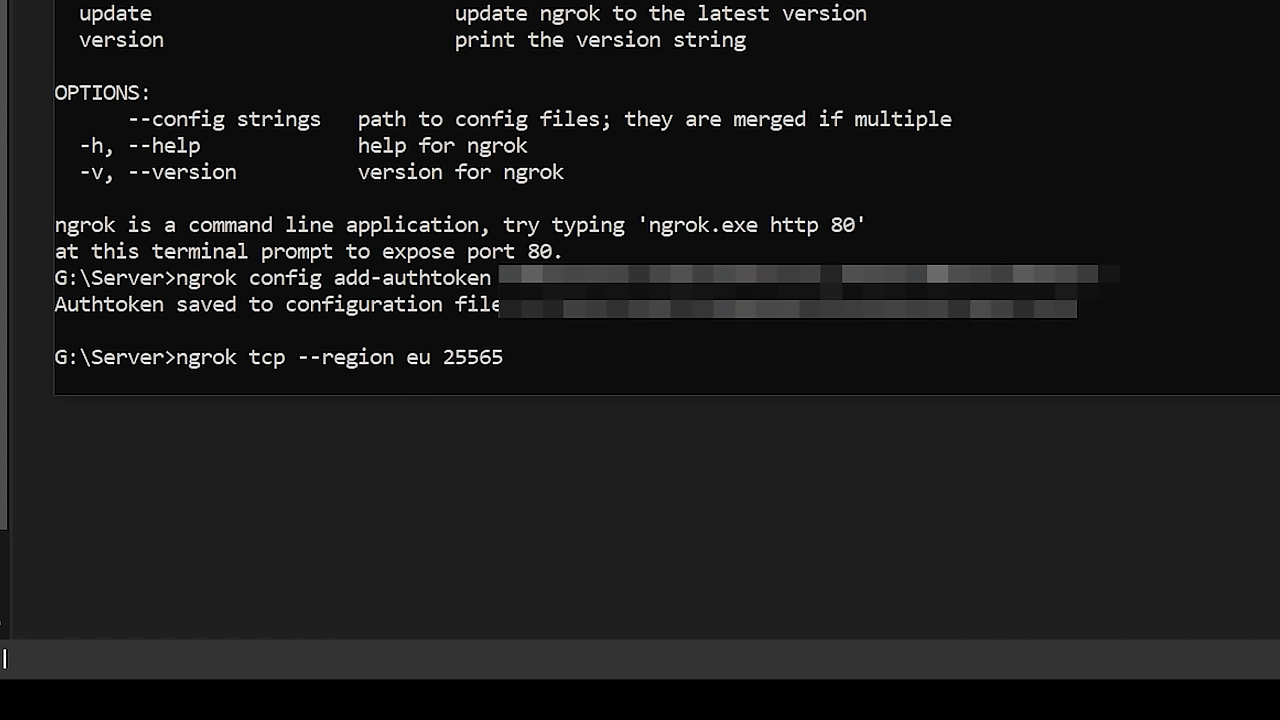 update update ngrok to the latest version
version print the version string
OPTIONS:
--config strings path to config files; they are merged if multiple
-h, --help help for ngrok
-v, --version version for ngrok
ngrok is a command line application, try typing 'ngrok.exe http 80'
at this terminal prompt to expose port 80.
G:\Server>ngrok config add-authtoken
Authtoken saved to configuration file
G:\Server>ngrok tcp --region eu 25565